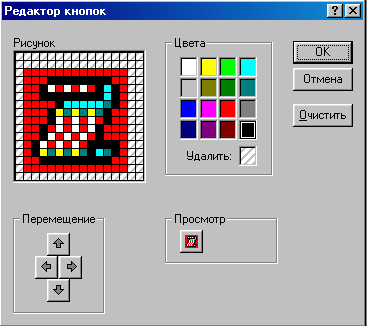 Редактор кнопок
Рисунок
Цвета
OK
Отмена
Очистить
Удалить:
Перемещение
Просмотр